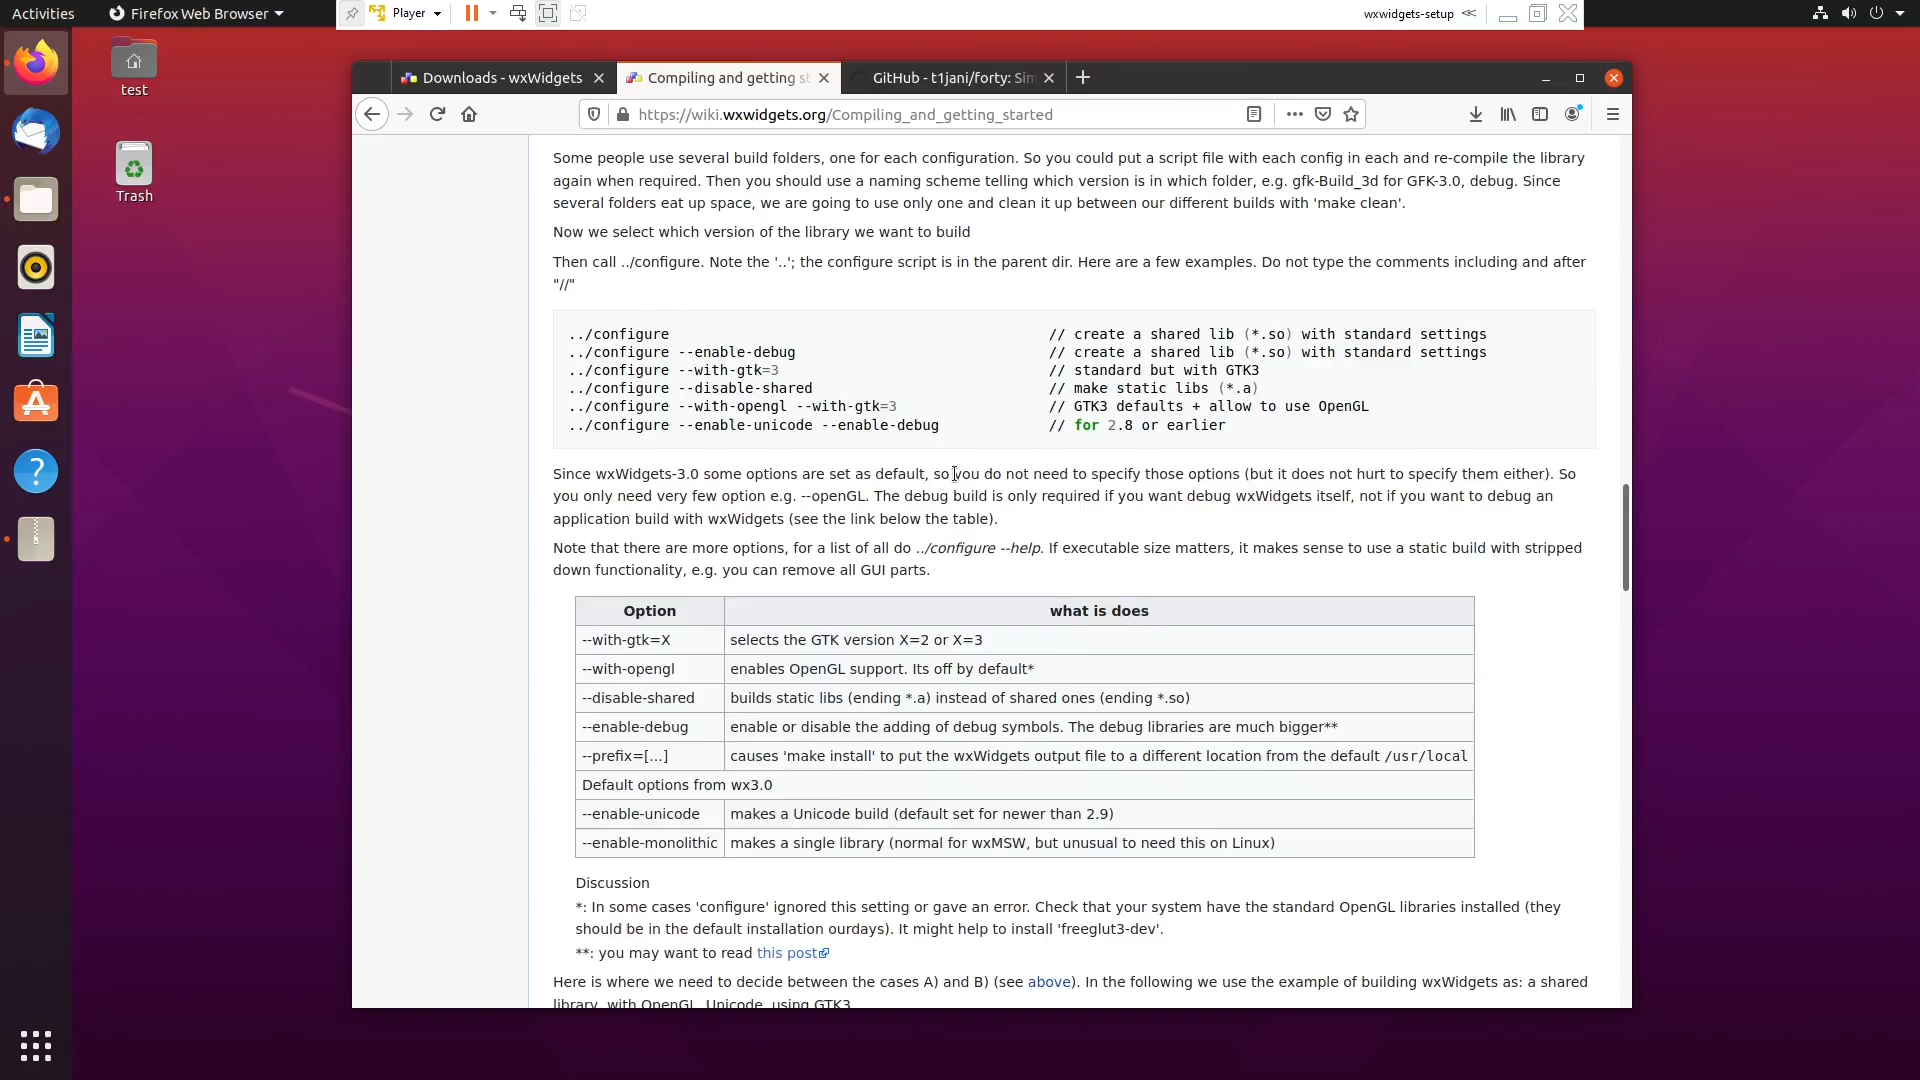 Activities
Firefox Web Browser
Player
wxwidgets-setup
test
Trash
Downloads - wxWidgets
Compiling and getting st
GitHub - t1jani/forty: Sim
https://wiki.wxwidgets.org/Compiling_and_getting_started
Some people use several build folders, one for each configuration. So you could put a script file with each config in each and re-compile the library
again when required. Then you should use a naming scheme telling which version is in which folder, e.g. gfk-Build_3d for GFK-3.0, debug. Since
several folders eat up space, we are going to use only one and clean it up between our different builds with 'make clean'.
Now we select which version of the library we want to build
Then call ../configure. Note the '..'; the configure script is in the parent dir. Here are a few examples. Do not type the comments including and after
"//"
../configure // create a shared lib (*.so) with standard settings
../configure --enable-debug // create a shared lib (*.so) with standard settings
../configure --with-gtk=3 // standard but with GTK3
../configure --disable-shared // make static libs (*.a)
../configure --with-opengl --with-gtk=3 // GTK3 defaults + allow to use OpenGL
../configure --enable-unicode --enable-debug // for 2.8 or earlier
Since wxWidgets-3.0 some options are set as default, so you do not need to specify those options (but it does not hurt to specify them either). So
you only need very few option e.g. --openGL. The debug build is only required if you want debug wxWidgets itself, not if you want to debug an
application build with wxWidgets (see the link below the table).
Note that there are more options, for a list of all do ../configure --help. If executable size matters, it makes sense to use a static build with stripped
down functionality, e.g. you can remove all GUI parts.
Option what is does
--with-gtk=X selects the GTK version X=2 or X=3
--with-opengl enables OpenGL support. Its off by default*
--disable-shared builds static libs (ending *.a) instead of shared ones (ending *.so)
--enable-debug enable or disable the adding of debug symbols. The debug libraries are much bigger**
--prefix=[...] causes 'make install' to put the wxWidgets output file to a different location from the default /usr/local
Default options from wx3.0
--enable-unicode makes a Unicode build (default set for newer than 2.9)
--enable-monolithic makes a single library (normal for wxMSW, but unusual to need this on Linux)
Discussion
*: In some cases 'configure' ignored this setting or gave an error. Check that your system have the standard OpenGL libraries installed (they
should be in the default installation ourdays). It might help to install 'freeglut3-dev'.
**: you may want to read this post
Here is where we need to decide between the cases A) and B) (see above). In the following we use the example of building wxWidgets as: a shared
library, with OpenGL, Unicode, using GTK3